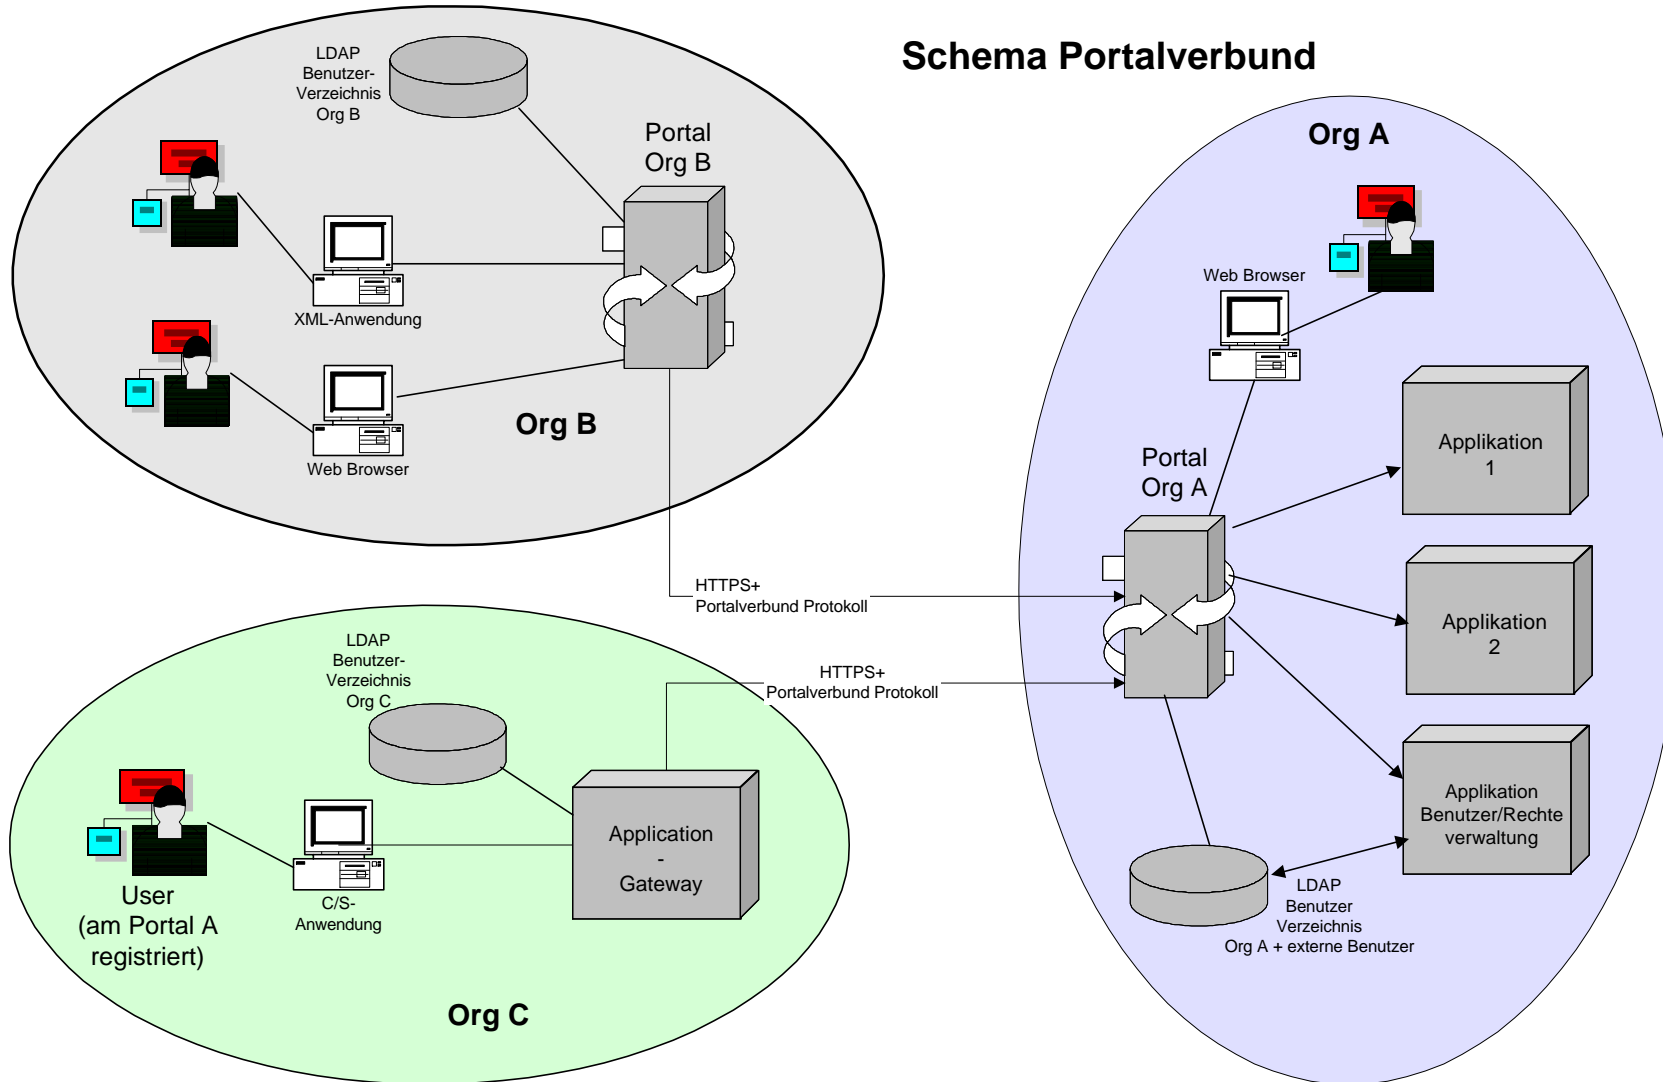 Schema Portalverbund
LDAP
Benutzer-
Verzeichnis
Org B
Portal
Org B
XML-Anwendung
Web Browser
Org B
HTTPS+
Portalverbund Protokoll
LDAP
Benutzer-
Verzeichnis
Org C
HTTPS+
Portalverbund Protokoll
Application
-
Gateway
C/S-
Anwendung
User
(am Portal A
registriert)
Org C
Org A
Web Browser
Portal
Org A
Applikation
1
Applikation
2
Applikation
Benutzer/Rechte
verwaltung
LDAP
Benutzer
Verzeichnis
Org A + externe Benutzer